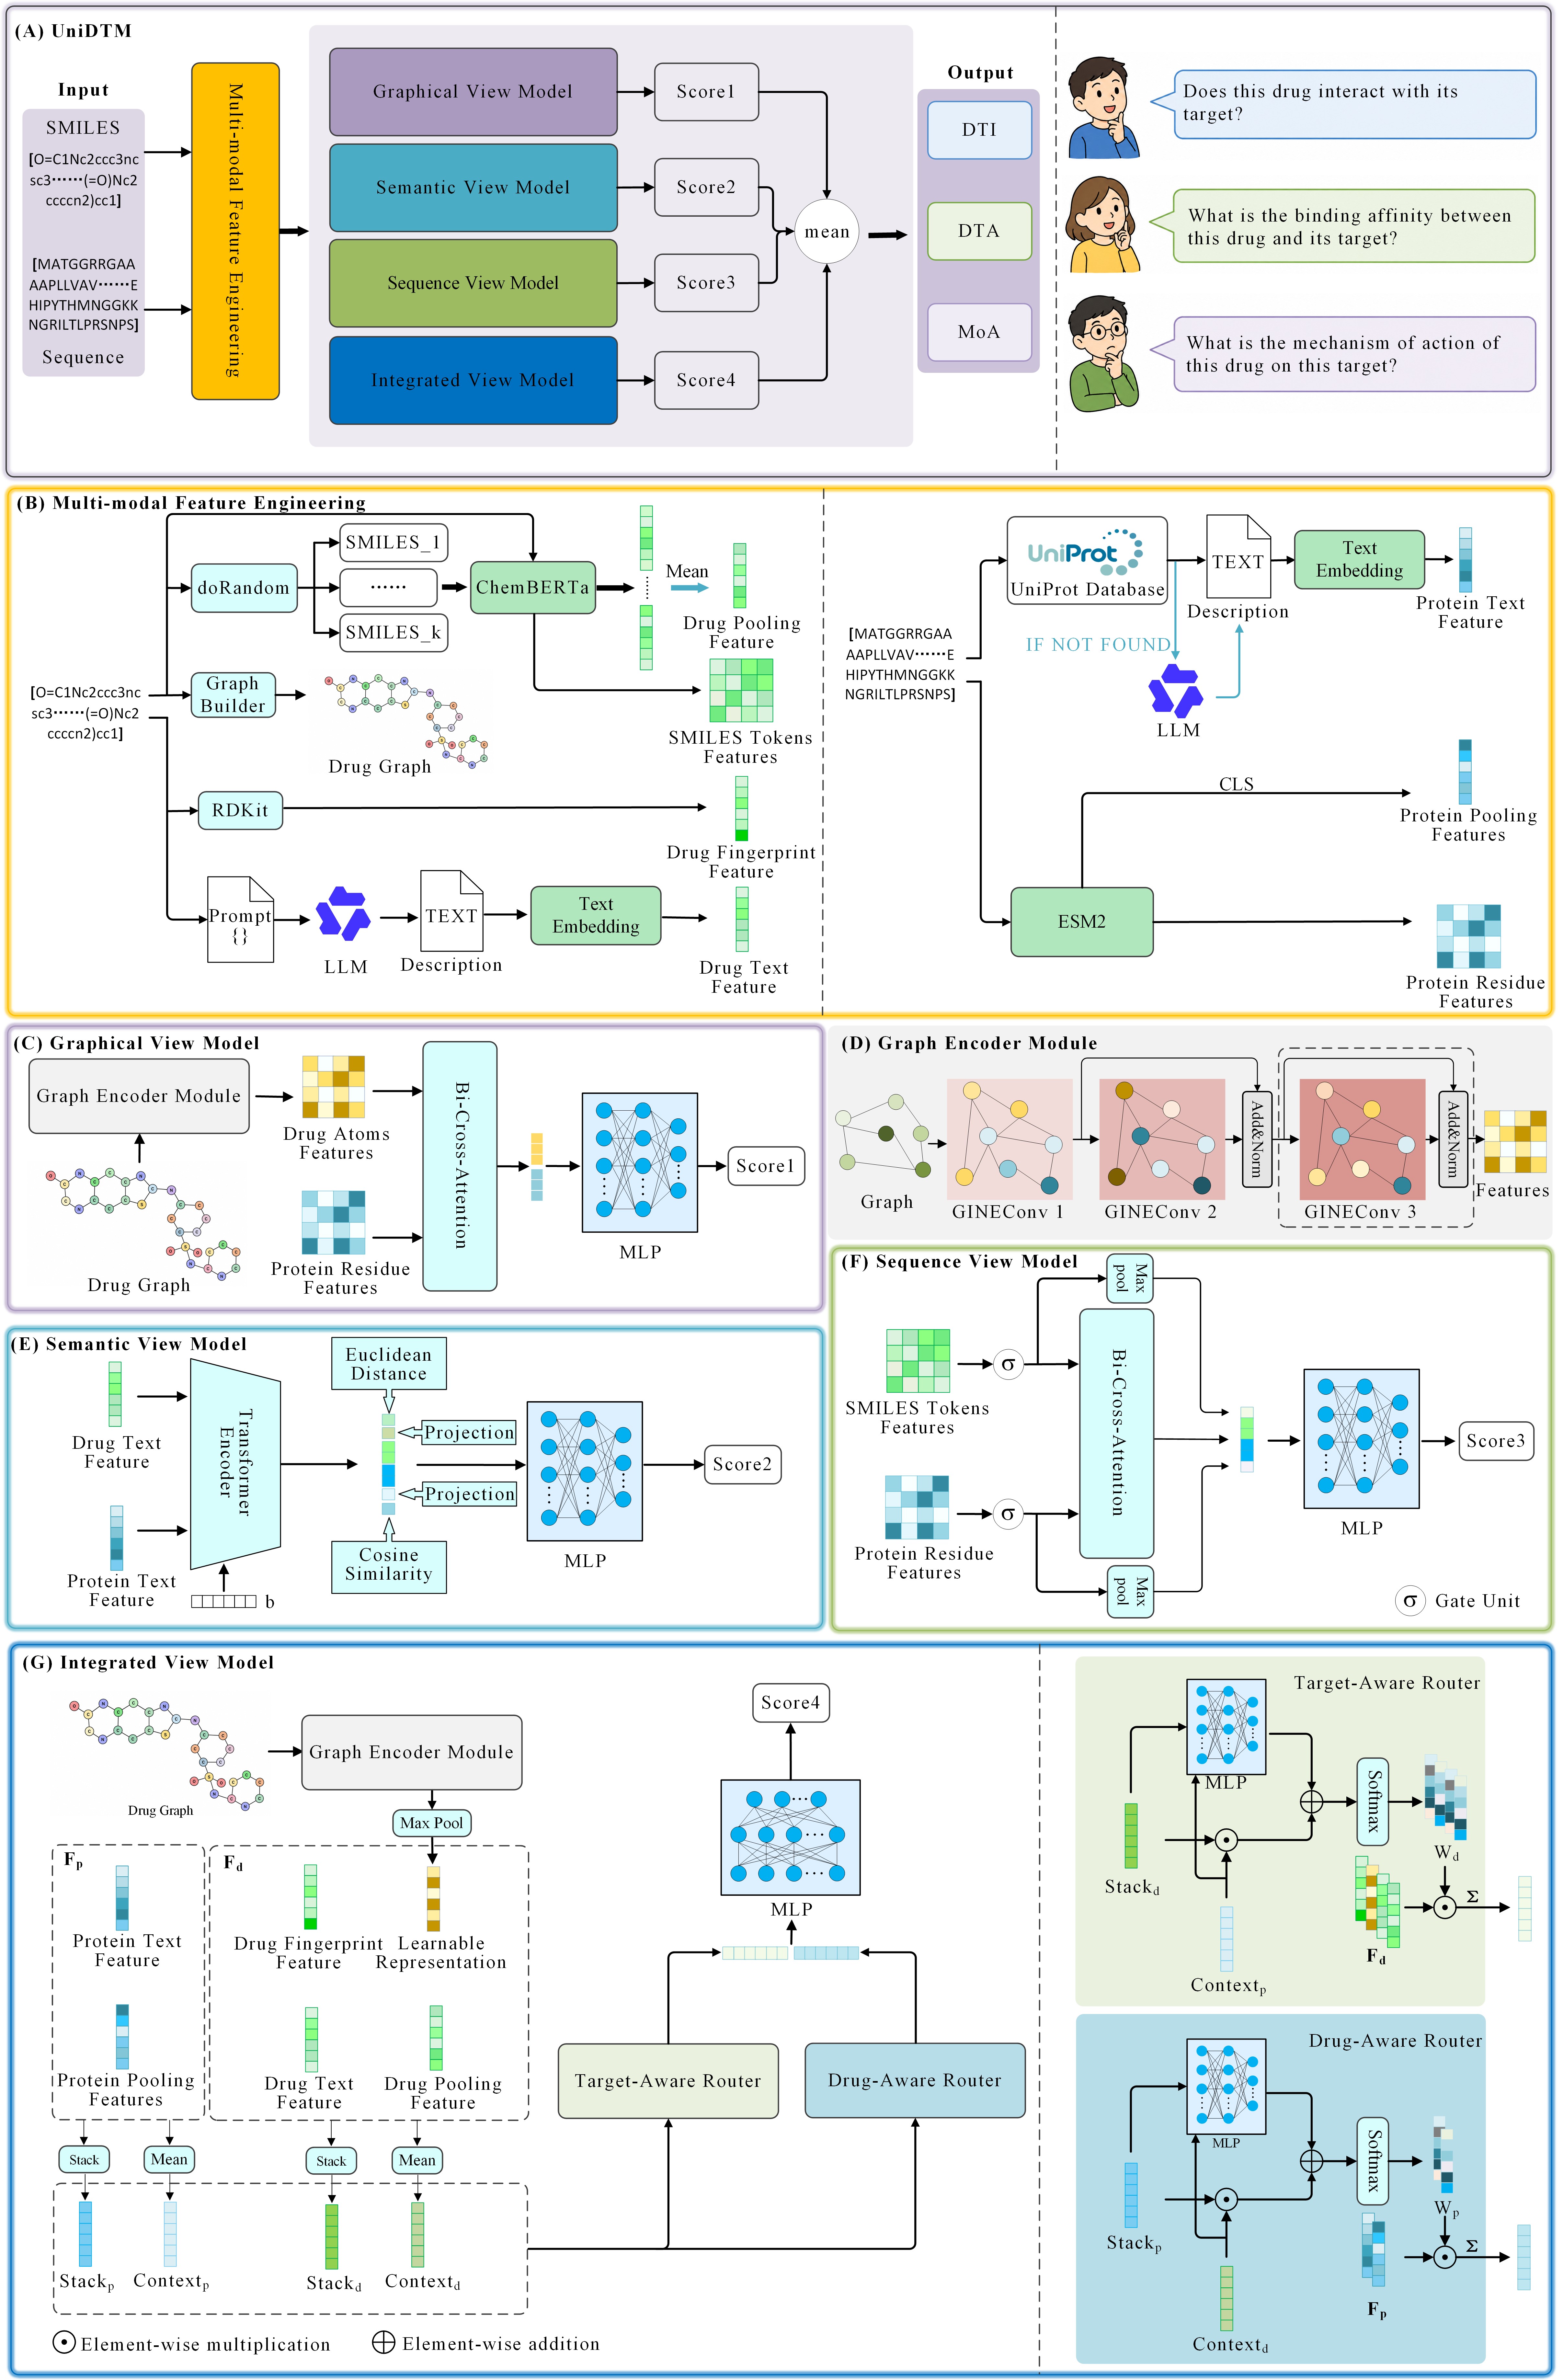 (A) UniDTM
Input
SMILES
[O=C1Nc2ccc3nc
sc3······(=O)Nc2
ccccn2)cc1]
[MATGGRRGAA
AAPLLVAV······E
HIPYTHMNGGKK
NGRILTLPRSNPS]
Sequence
Multi-modal Feature Engineering
Graphical View Model
Semantic View Model
Sequence View Model
Integrated View Model
Score1
Score2
Score3
Score4
mean
Output
DTI
DTA
MoA
Does this drug interact with its
target?
What is the binding affinity between
this drug and its target?
What is the mechanism of action of
this drug on this target?
(B) Multi-modal Feature Engineering
[O=C1Nc2ccc3nc
sc3······(=O)Nc2
ccccn2)cc1]
doRandom
SMILES_1
······
SMILES_k
ChemBERTa
Mean
Drug Pooling
Feature
SMILES Tokens
Features
Graph
Builder
Drug Graph
RDKit
Drug Fingerprint
Feature
Prompt
{}
LLM
TEXT
Description
Text
Embedding
Drug Text
Feature
[MATGGRRGAA
AAPLLVAV······E
HIPYTHMNGGKK
NGRILTLPRSNPS]
UniProt
UniProt Database
IF NOT FOUND
LLM
TEXT
Description
Text
Embedding
Protein Text
Feature
CLS
Protein Pooling
Features
ESM2
Protein Residue
Features
(C) Graphical View Model
Graph Encoder Module
Drug Graph
Drug Atoms
Features
Protein Residue
Features
Bi-Cross-Attention
MLP
Score1
(D) Graph Encoder Module
Graph
GINEConv 1
GINEConv 2
Add&Norm
GINEConv 3
Add&Norm
Features
(E) Semantic View Model
Drug Text
Feature
Protein Text
Feature
Transformer
Encoder
b
Euclidean
Distance
Projection
Projection
Cosine
Similarity
MLP
Score2
(F) Sequence View Model
SMILES Tokens
Features
Protein Residue
Features
σ
σ
Max
pool
Bi-Cross-Attention
Max
pool
MLP
Score3
σ Gate Unit
(G) Integrated View Model
Drug Graph
Graph Encoder Module
Max Pool
Fp
Protein Text
Feature
Protein Pooling
Features
Fd
Drug Fingerprint
Feature
Learnable
Representation
Drug Text
Feature
Drug Pooling
Feature
Stack
Mean
Stack
Mean
Stackp
Contextp
Stackd
Contextd
Score4
MLP
Target-Aware Router
Drug-Aware Router
Element-wise multiplication
Element-wise addition
Target-Aware Router
MLP
Stackd
Contextp
Softmax
Wd
Fd
Σ
Drug-Aware Router
MLP
Stackp
Contextd
Softmax
Wp
Fp
Σ